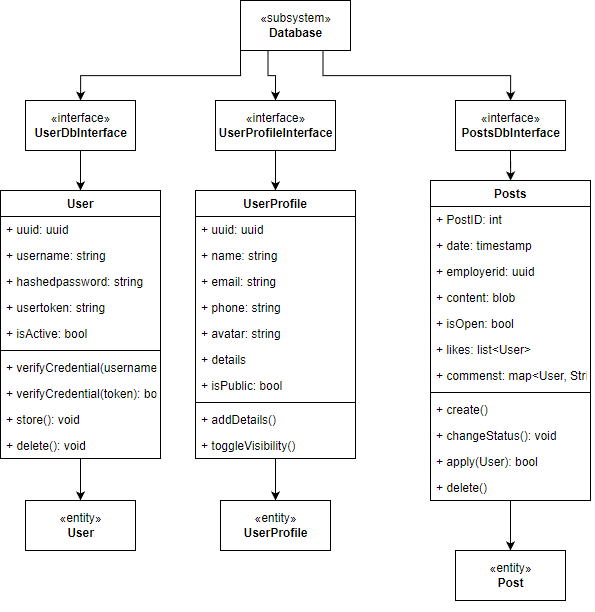 «subsystem»
Database
«interface»
UserDbInterface
«interface»
UserProfileInterface
«interface»
PostsDbInterface
User
+ uuid: uuid
+ username: string
+ hashedpassword: string
+ usertoken: string
+ isActive: bool
+ verifyCredential(username
+ verifyCredential(token): bo
+ store(): void
+ delete(): void
UserProfile
+ uuid: uuid
+ name: string
+ email: string
+ phone: string
+ avatar: string
+ details
+ isPublic: bool
+ addDetails()
+ toggleVisibility()
Posts
+ PostID: int
+ date: timestamp
+ employerid: uuid
+ content: blob
+ isOpen: bool
+ likes: list<User>
+ commenst: map<User, Stri
+ create()
+ changeStatus(): void
+ apply(User): bool
+ delete()
«entity»
User
«entity»
UserProfile
«entity»
Post